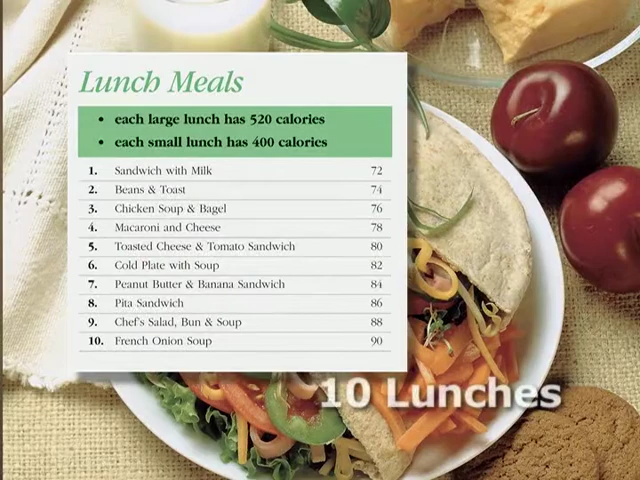 Lunch Meals
• each large lunch has 520 calories
• each small lunch has 400 calories
1. Sandwich with Milk 72
2. Beans & Toast 74
3. Chicken Soup & Bagel 76
4. Macaroni and Cheese 78
5. Toasted Cheese & Tomato Sandwich 80
6. Cold Plate with Soup 82
7. Peanut Butter & Banana Sandwich 84
8. Pita Sandwich 86
9. Chef's Salad, Bun & Soup 88
10. French Onion Soup 90
10 Lunches